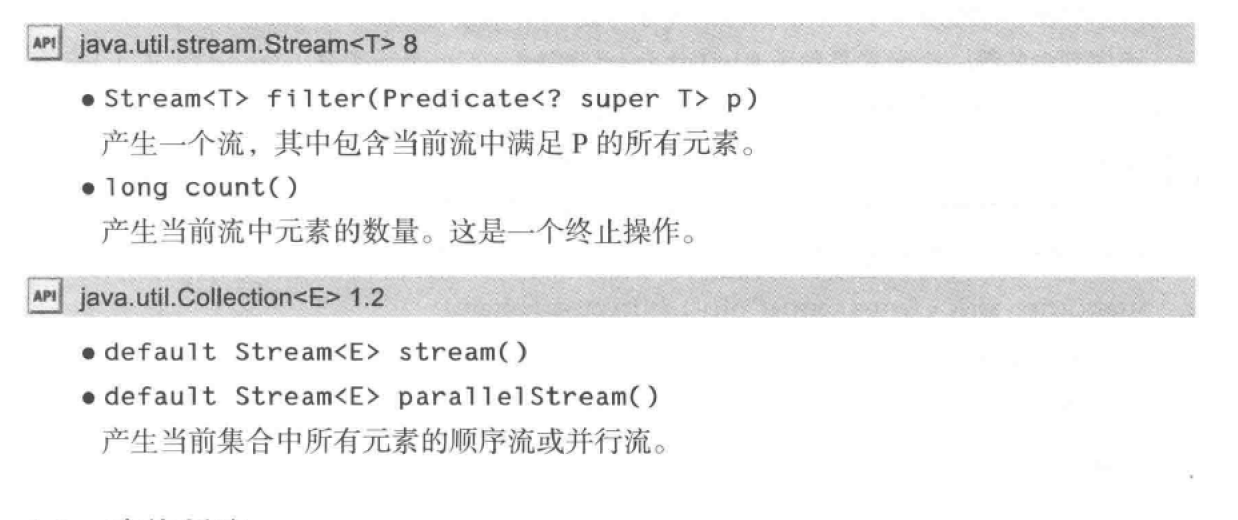 API java.util.stream.Stream<T> 8
● Stream<T> filter(Predicate<? super T> p)
产生一个流，其中包含当前流中满足 P 的所有元素。
● long count()
产生当前流中元素的数量。这是一个终止操作。
API java.util.Collection<E> 1.2
● default Stream<E> stream()
● default Stream<E> parallelStream()
产生当前集合中所有元素的顺序流或并行流。